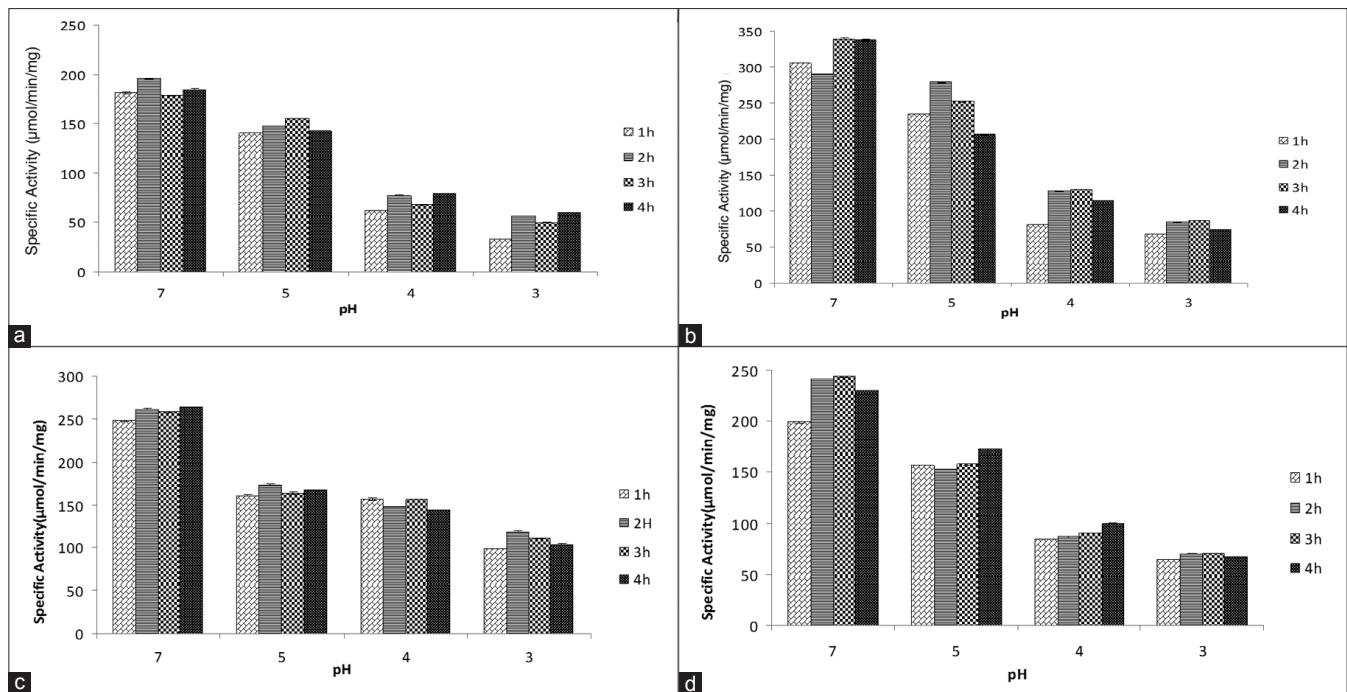 250
200
150
100
50
0
Specific Activity (μmol/min/mg)
7 5 4 3
pH
1h
2h
3h
4h
a
350
300
250
200
150
100
50
0
Specific Activity (μmol/min/mg)
7 5 4 3
pH
1h
2h
3h
4h
b
300
250
200
150
100
50
0
Specific Activity(μmol/min/mg)
7 5 4 3
pH
1h
2H
3h
4h
c
250
200
150
100
50
0
Specific Activity(μmol/min/mg)
7 5 4 3
pH
1h
2h
3h
4h
d